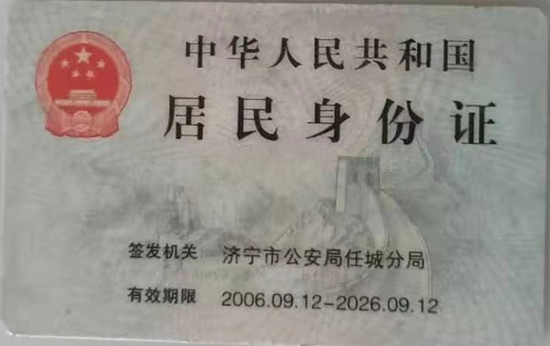 中华人民共和国
居民身份证
签发机关 济宁市公安局任城分局
有效期限 2006.09.12-2026.09.12